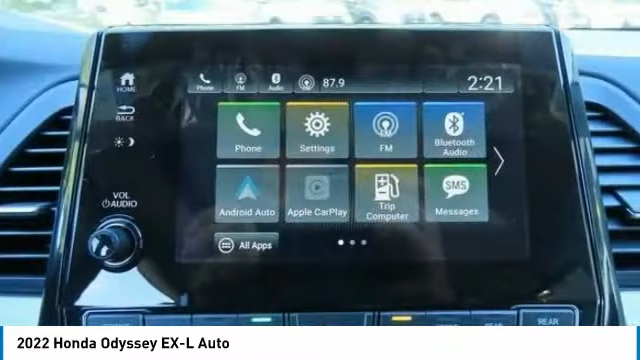 HOME
Phone
FM
Audio
87.9
2:21
BACK
Phone
Settings
FM
Bluetooth Audio
VOL
AUDIO
Android Auto
Apple CarPlay
Trip Computer
SMS
Messages
All Apps
REAR
2022 Honda Odyssey EX-L Auto